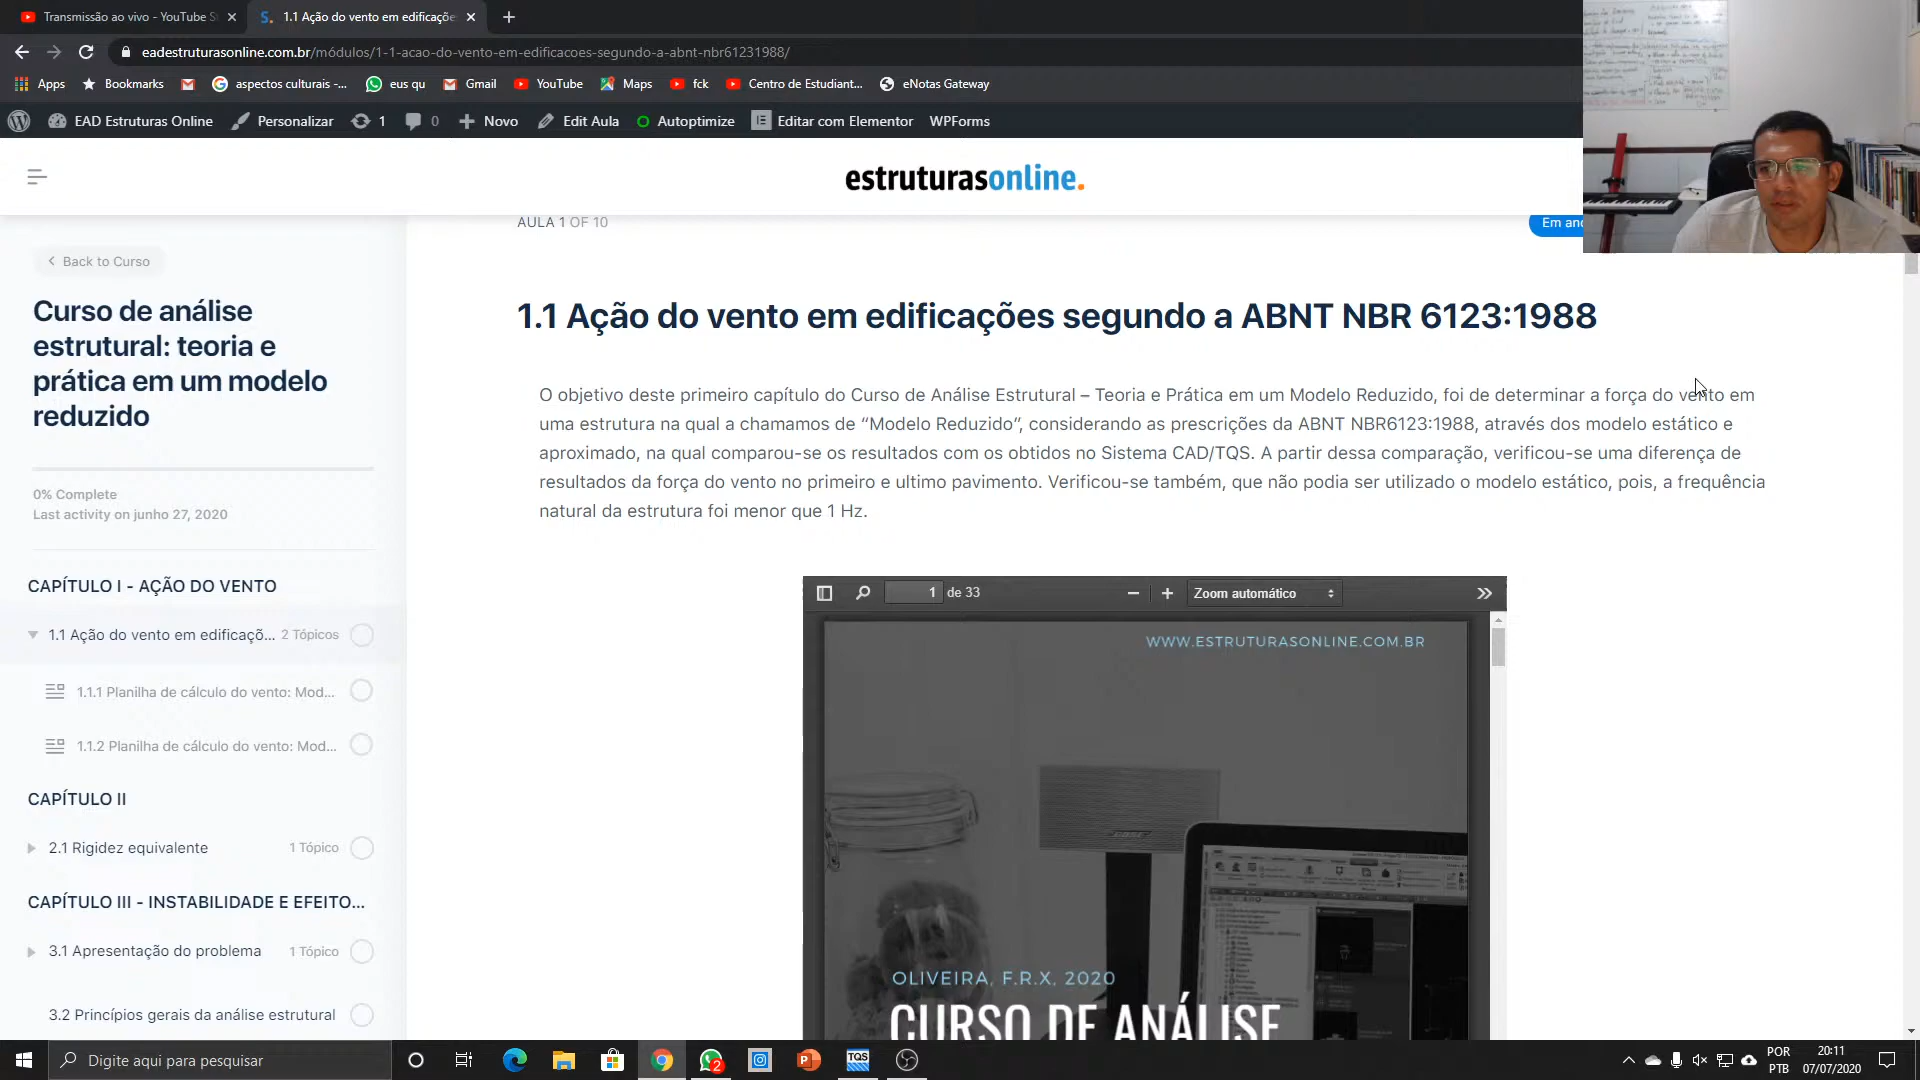 Transmissão ao vivo - YouTube S
1.1 Ação do vento em edificaçõe
eadestruturasonline.com.br/módulos/1-1-acao-do-vento-em-edificacoes-segundo-a-abnt-nbr61231988/
Apps
Bookmarks
aspectos culturais -...
eus qu
Gmail
YouTube
Maps
fck
Centro de Estudiant...
eNotas Gateway
EAD Estruturas Online
Personalizar
1
0
Novo
Edit Aula
Autoptimize
Editar com Elementor
WPForms
estruturasonline.
AULA 1 OF 10
Em and
Back to Curso
Curso de análise
estrutural: teoria e
prática em um modelo
reduzido
0% Complete
Last activity on junho 27, 2020
CAPÍTULO I - AÇÃO DO VENTO
1.1 Ação do vento em edificaçõ... 2 Tópicos
1.1.1 Planilha de cálculo do vento: Mod...
1.1.2 Planilha de cálculo do vento: Mod...
CAPÍTULO II
2.1 Rigidez equivalente 1 Tópico
CAPÍTULO III - INSTABILIDADE E EFEITO...
3.1 Apresentação do problema 1 Tópico
3.2 Princípios gerais da análise estrutural
1.1 Ação do vento em edificações segundo a ABNT NBR 6123:1988
O objetivo deste primeiro capítulo do Curso de Análise Estrutural – Teoria e Prática em um Modelo Reduzido, foi de determinar a força do vento em
uma estrutura na qual a chamamos de “Modelo Reduzido”, considerando as prescrições da ABNT NBR6123:1988, através dos modelo estático e
aproximado, na qual comparou-se os resultados com os obtidos no Sistema CAD/TQS. A partir dessa comparação, verificou-se uma diferença de
resultados da força do vento no primeiro e ultimo pavimento. Verificou-se também, que não podia ser utilizado o modelo estático, pois, a frequência
natural da estrutura foi menor que 1 Hz.
1 de 33
Zoom automático
WWW.ESTRUTURASONLINE.COM.BR
BOSE
OLIVEIRA, F.R.X, 2020
CURSO DE ANÁLISE
Digite aqui para pesquisar
2
TQS
POR
PTB
20:11
07/07/2020